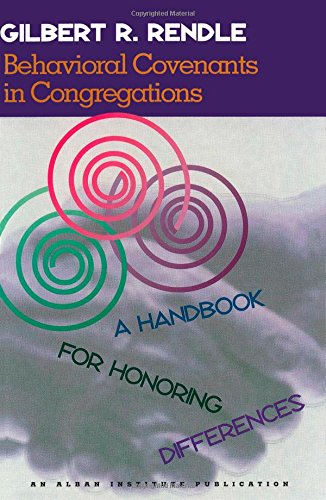 GILBERT R. RENDLE
Behavioral Covenants
in Congregations
A HANDBOOK
FOR HONORING
DIFFERENCES
AN ALBAN INSTITUTE PUBLICATION